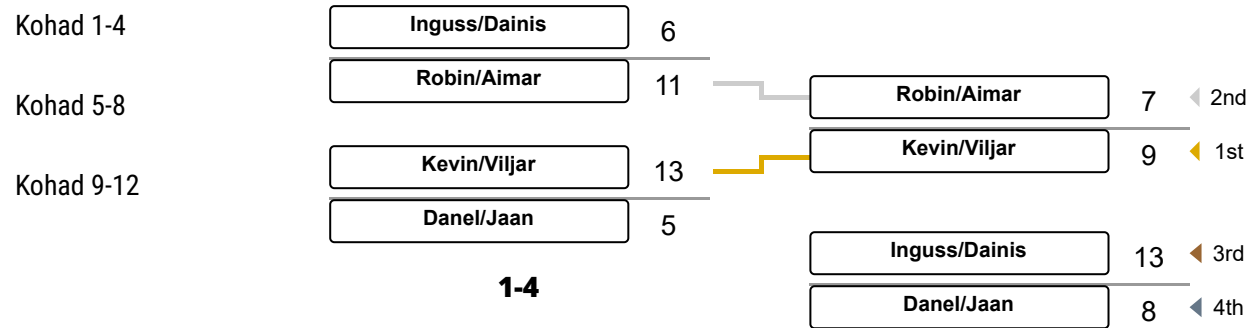 Kohad 1-4
Kohad 5-8
Kohad 9-12
Inguss/Dainis 6
Robin/Aimar 11
Kevin/Viljar 13
Danel/Jaan 5
1-4
Robin/Aimar 7 2nd
Kevin/Viljar 9 1st
Inguss/Dainis 13 3rd
Danel/Jaan 8 4th